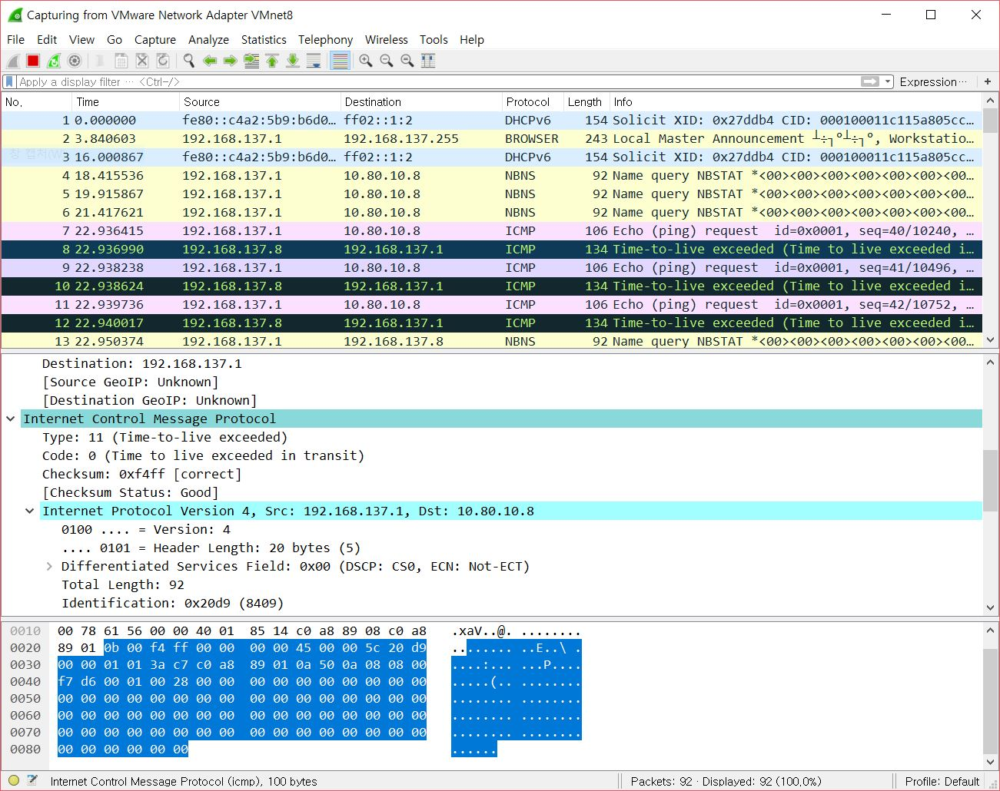 Capturing from VMware Network Adapter VMnet8
File Edit View Go Capture Analyze Statistics Telephony Wireless Tools Help
Apply a display filter ... <Ctrl-/> Expression... +
No. Time Source Destination Protocol Length Info
1 0.000000 fe80::c4a2:5b9:b6d0… ff02::1:2 DHCPv6 154 Solicit XID: 0x27ddb4 CID: 000100011c115a805cc…
2 3.840603 192.168.137.1 192.168.137.255 BROWSER 243 Local Master Announcement ┴÷┐º┴÷┐º, Workstatio…
3 16.000867 fe80::c4a2:5b9:b6d0… ff02::1:2 DHCPv6 154 Solicit XID: 0x27ddb4 CID: 000100011c115a805cc…
4 18.415536 192.168.137.1 10.80.10.8 NBNS 92 Name query NBSTAT *<00><00><00><00><00><00><00…
5 19.915867 192.168.137.1 10.80.10.8 NBNS 92 Name query NBSTAT *<00><00><00><00><00><00><00…
6 21.417621 192.168.137.1 10.80.10.8 NBNS 92 Name query NBSTAT *<00><00><00><00><00><00><00…
7 22.936415 192.168.137.1 10.80.10.8 ICMP 106 Echo (ping) request id=0x0001, seq=40/10240, …
8 22.936990 192.168.137.8 192.168.137.1 ICMP 134 Time-to-live exceeded (Time to live exceeded i…
9 22.938238 192.168.137.1 10.80.10.8 ICMP 106 Echo (ping) request id=0x0001, seq=41/10496, …
10 22.938624 192.168.137.8 192.168.137.1 ICMP 134 Time-to-live exceeded (Time to live exceeded i…
11 22.939736 192.168.137.1 10.80.10.8 ICMP 106 Echo (ping) request id=0x0001, seq=42/10752, …
12 22.940017 192.168.137.8 192.168.137.1 ICMP 134 Time-to-live exceeded (Time to live exceeded i…
13 22.950374 192.168.137.1 192.168.137.8 NBNS 92 Name query NBSTAT *<00><00><00><00><00><00><00…
Destination: 192.168.137.1
[Source GeoIP: Unknown]
[Destination GeoIP: Unknown]
Internet Control Message Protocol
Type: 11 (Time-to-live exceeded)
Code: 0 (Time to live exceeded in transit)
Checksum: 0xf4ff [correct]
[Checksum Status: Good]
Internet Protocol Version 4, Src: 192.168.137.1, Dst: 10.80.10.8
0100 .... = Version: 4
.... 0101 = Header Length: 20 bytes (5)
Differentiated Services Field: 0x00 (DSCP: CS0, ECN: Not-ECT)
Total Length: 92
Identification: 0x20d9 (8409)
0010 00 78 61 56 00 00 40 01 85 14 c0 a8 89 08 c0 a8 .xaV..@. ........
0020 89 01 0b 00 f4 ff 00 00 00 00 45 00 00 5c 20 d9 ........ ..E..\ .
0030 00 00 01 01 3a c7 c0 a8 89 01 0a 50 0a 08 08 00 ....:... ...P....
0040 f7 d6 00 01 00 28 00 00 00 00 00 00 00 00 00 00 .....(.. ........
0050 00 00 00 00 00 00 00 00 00 00 00 00 00 00 00 00 ........ ........
0060 00 00 00 00 00 00 00 00 00 00 00 00 00 00 00 00 ........ ........
0070 00 00 00 00 00 00 00 00 00 00 00 00 00 00 00 00 ........ ........
0080 00 00 00 00 00 00 ......
Internet Control Message Protocol (icmp), 100 bytes Packets: 92 · Displayed: 92 (100.0%) Profile: Default